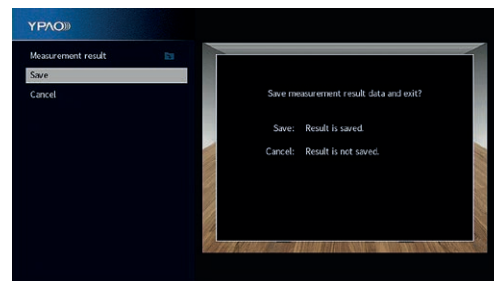 YPAO
Measurement result
Save
Cancel
Save measurement result data and exit?
Save: Result is saved.
Cancel: Result is not saved.